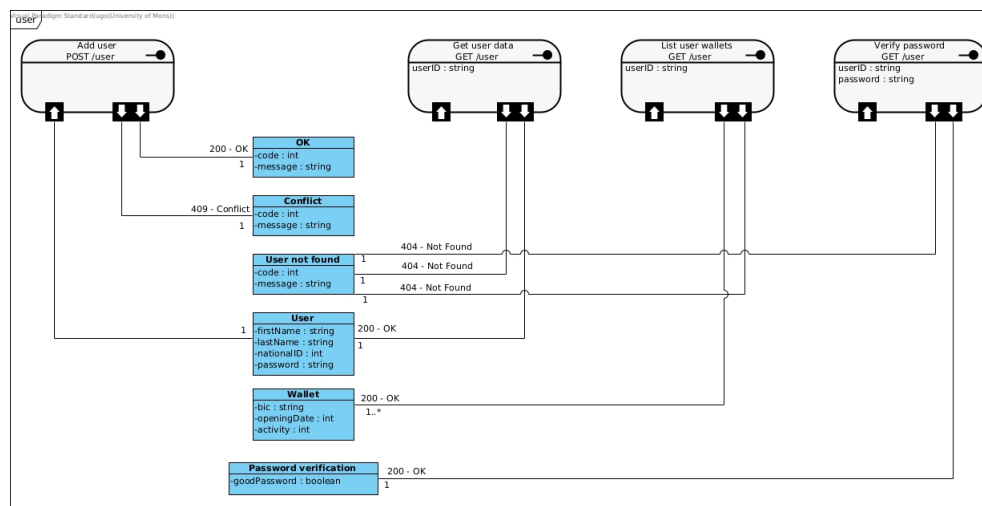 Visual Paradigm Standard(ugo(University of Mons))
user
Add user
POST /user
Get user data
GET /user
userID : string
List user wallets
GET /user
userID : string
Verify password
GET /user
userID : string
password : string
200 - OK
1
OK
-code : int
-message : string
409 - Conflict
1
Conflict
-code : int
-message : string
User not found
-code : int
-message : string
404 - Not Found
1
404 - Not Found
1
404 - Not Found
1
1
User
-firstName : string
-lastName : string
-nationalID : int
-password : string
200 - OK
1
Wallet
-bic : string
-openingDate : int
-activity : int
200 - OK
1..*
Password verification
-goodPassword : boolean
200 - OK
1